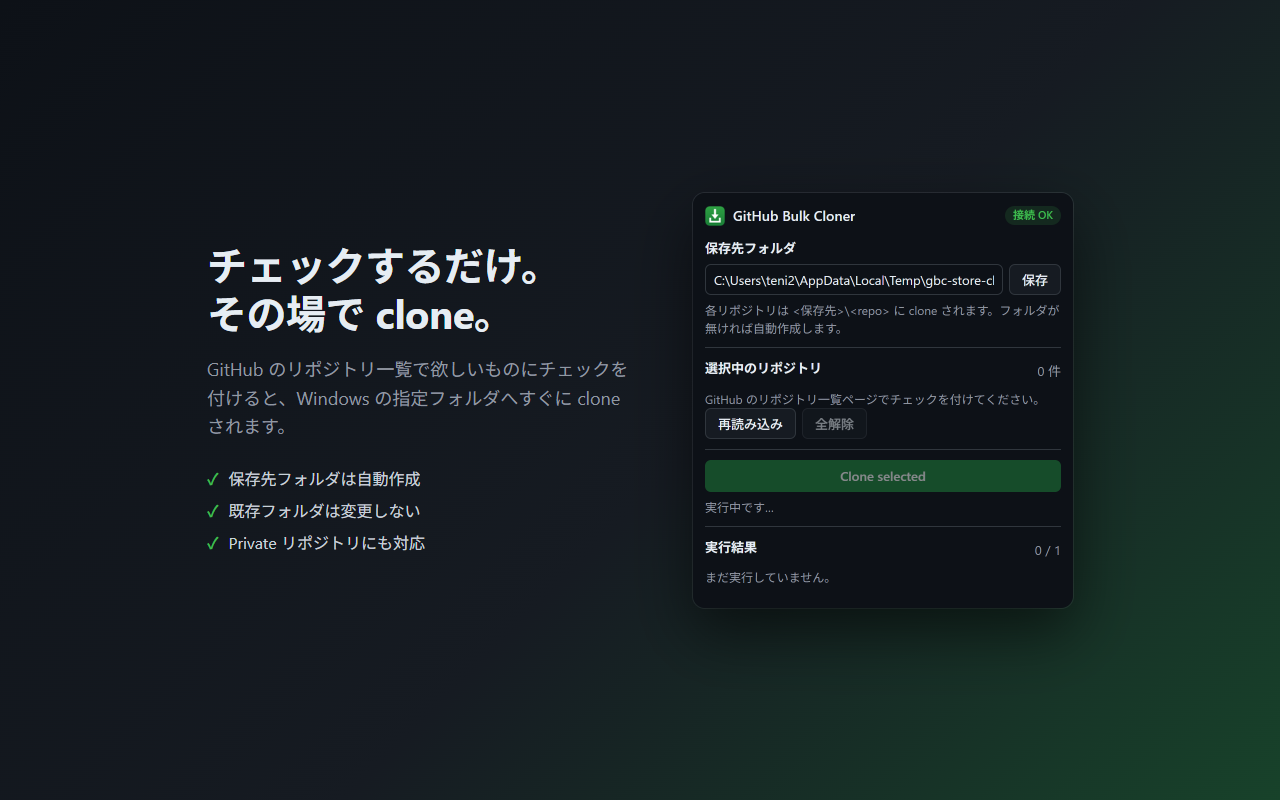 チェックするだけ。
その場で clone。
GitHub のリポジトリ一覧で欲しいものにチェックを
付けると、Windows の指定フォルダへすぐに clone
されます。
✓ 保存先フォルダは自動作成
✓ 既存フォルダは変更しない
✓ Private リポジトリにも対応
GitHub Bulk Cloner
接続 OK
保存先フォルダ
C:\Users\teni2\AppData\Local\Temp\gbc-store-cl
保存
各リポジトリは <保存先>\<repo> に clone されます。フォルダが
無ければ自動作成します。
選択中のリポジトリ
0 件
GitHub のリポジトリ一覧ページでチェックを付けてください。
再読み込み
全解除
Clone selected
実行中です...
実行結果
0 / 1
まだ実行していません。